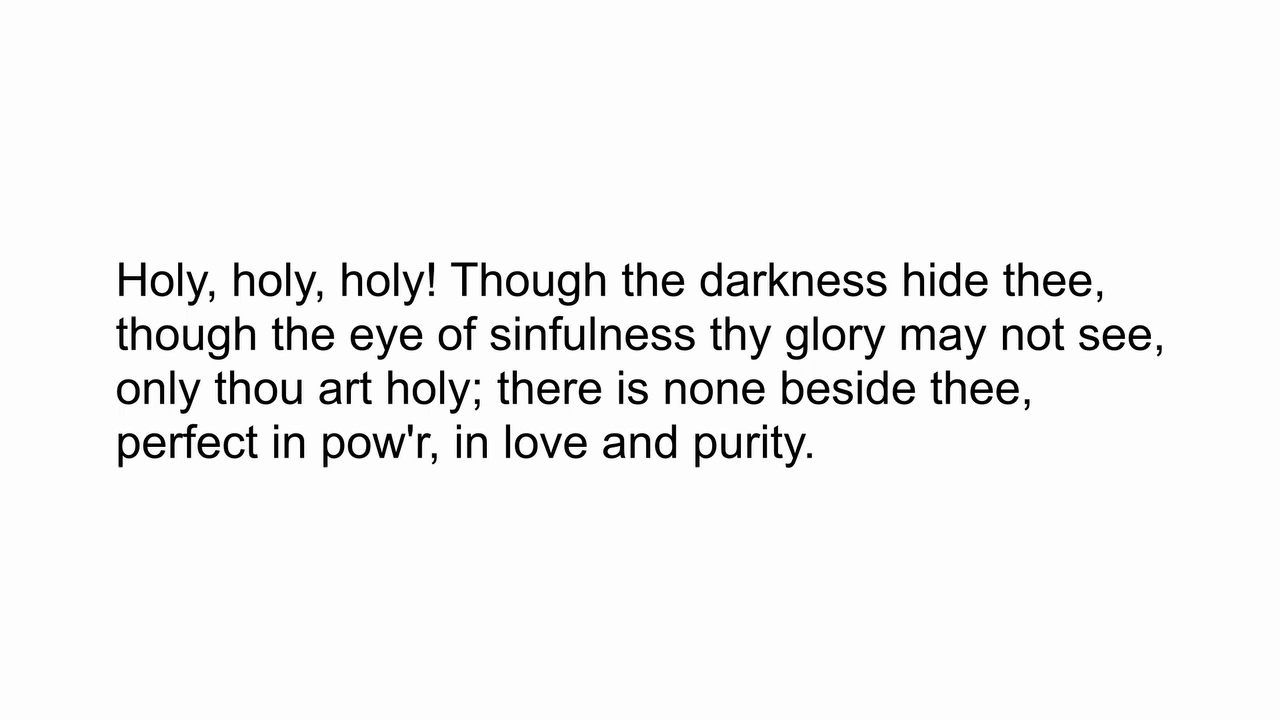 Holy, holy, holy! Though the darkness hide thee,
though the eye of sinfulness thy glory may not see,
only thou art holy; there is none beside thee,
perfect in pow'r, in love and purity.